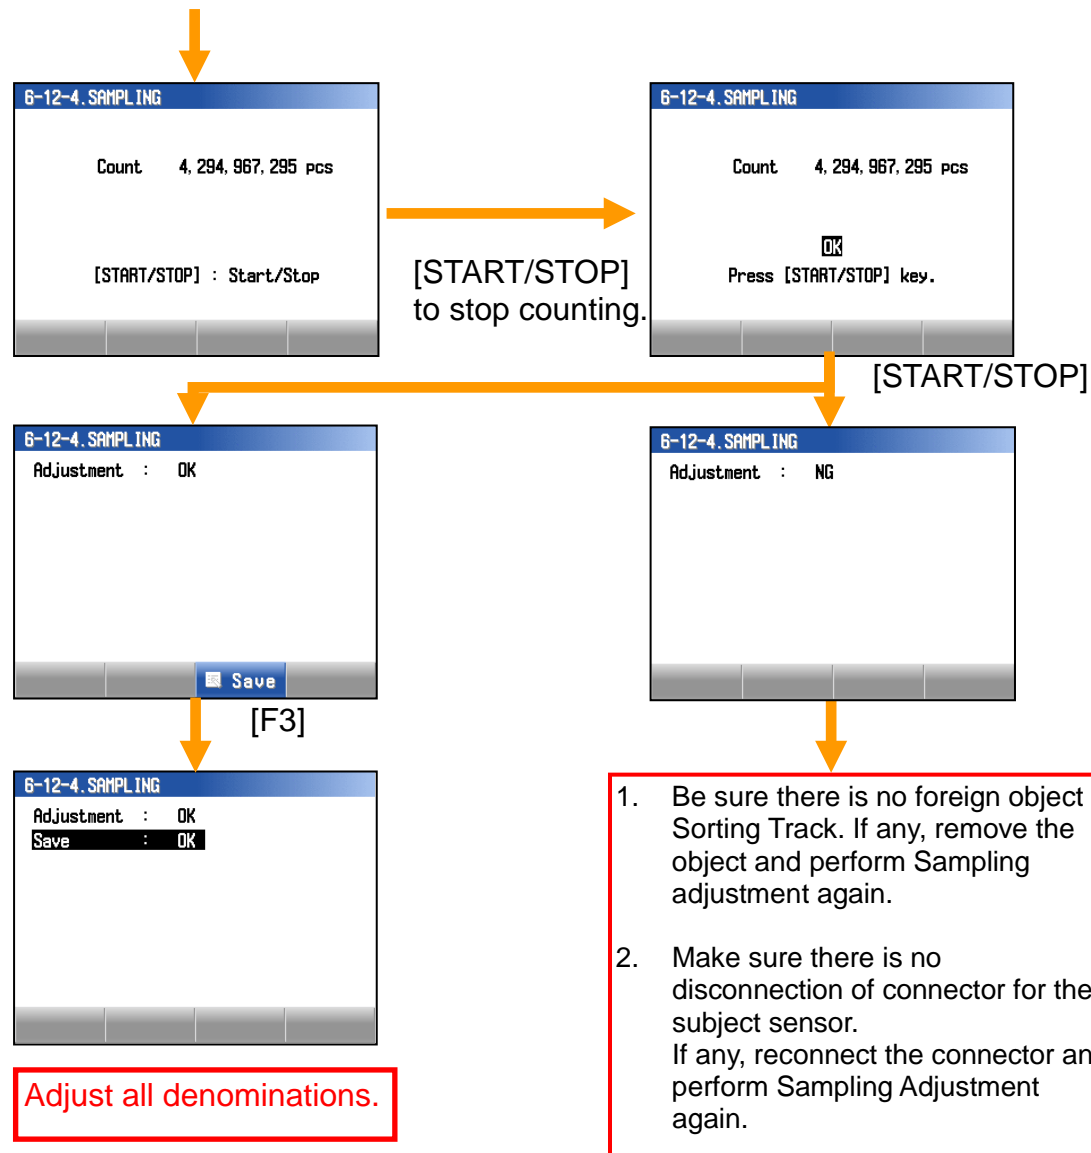 6-12-4.SAMPLING
Count 4,294,967,295 pcs
[START/STOP] : Start/Stop
[START/STOP]
to stop counting.
6-12-4.SAMPLING
Count 4,294,967,295 pcs
OK
Press [START/STOP] key.
[START/STOP]
6-12-4.SAMPLING
Adjustment : OK
Save
[F3]
6-12-4.SAMPLING
Adjustment : NG
6-12-4.SAMPLING
Adjustment : OK
Save : OK
Adjust all denominations.
1. Be sure there is no foreign object
Sorting Track. If any, remove the
object and perform Sampling
adjustment again.
2. Make sure there is no
disconnection of connector for the
subject sensor.
If any, reconnect the connector an
perform Sampling Adjustment
again.